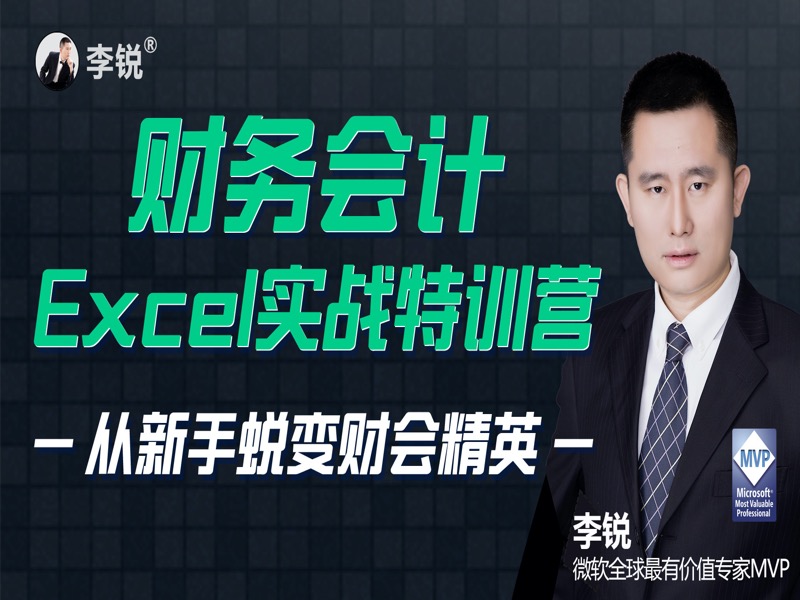 李锐®
财务会计
Excel实战特训营
一 从新手蜕变财会精英 一
MVP
Microsoft®
Most Valuable
Professional
李锐
微软全球最有价值专家MVP